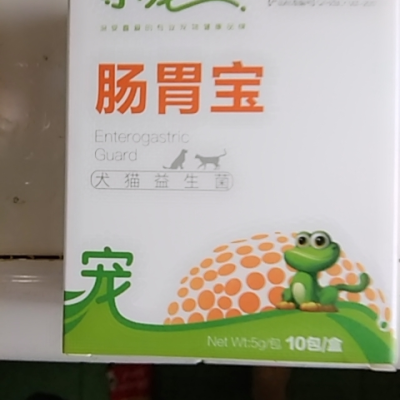 肠胃宝
Enterogastric
Guard
犬猫益生菌
宠
Net Wt:5g/包 10包/盒